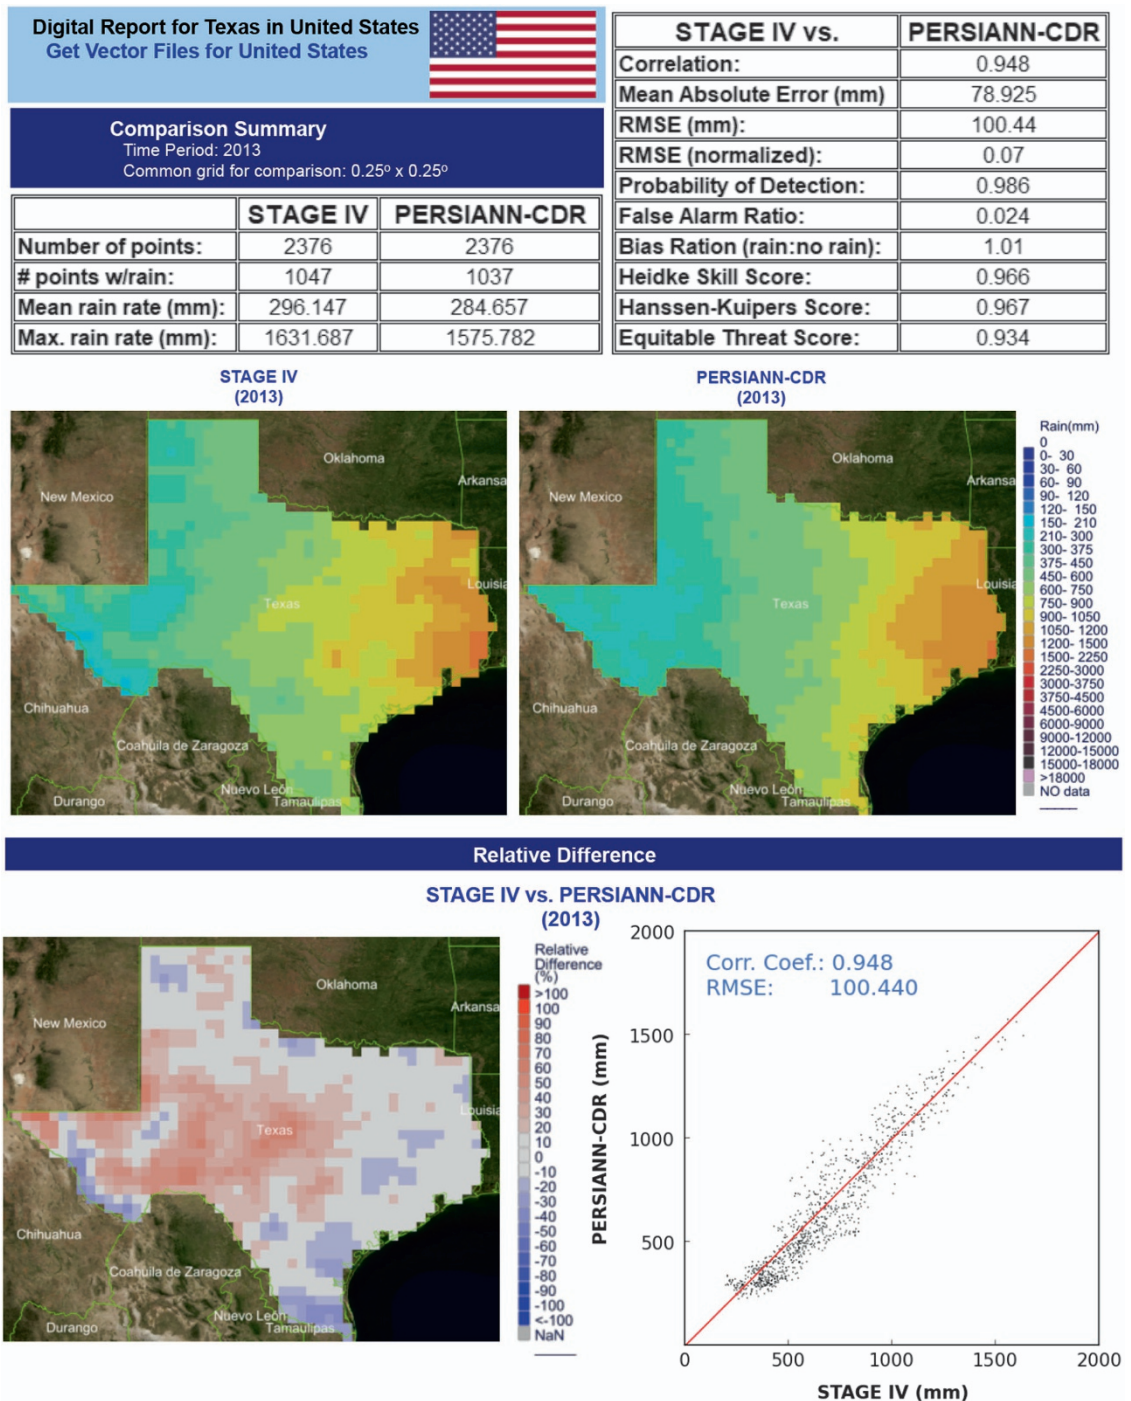 Digital Report for Texas in United States
Get Vector Files for United States
Comparison Summary
Time Period: 2013
Common grid for comparison: 0.25º x 0.25º
STAGE IV PERSIANN-CDR
Number of points: 2376 2376
# points w/rain: 1047 1037
Mean rain rate (mm): 296.147 284.657
Max. rain rate (mm): 1631.687 1575.782
STAGE IV vs. PERSIANN-CDR
Correlation: 0.948
Mean Absolute Error (mm) 78.925
RMSE (mm): 100.44
RMSE (normalized): 0.07
Probability of Detection: 0.986
False Alarm Ratio: 0.024
Bias Ration (rain:no rain): 1.01
Heidke Skill Score: 0.966
Hanssen-Kuipers Score: 0.967
Equitable Threat Score: 0.934
STAGE IV
(2013)
Oklahoma
Arkansa
New Mexico
Louisia
Texas
Chihuahua
Coahuila de Zaragoza
Nuevo León
Durango
Tamaulipas
PERSIANN-CDR
(2013)
Oklahoma
Arkansa
New Mexico
Louisia
Texas
Chihuahua
Coahuila de Zaragoza
Nuevo León
Durango
Tamaulipas
Rain(mm)
0
0- 30
30- 60
60- 90
90- 120
120- 150
150- 210
210- 300
300- 375
375- 450
450- 600
600- 750
750- 900
900- 1050
1050- 1200
1200- 1500
1500- 2250
2250-3000
3000-3750
3750-4500
4500-6000
6000-9000
9000-12000
12000-15000
15000-18000
>18000
NO data
Relative Difference
STAGE IV vs. PERSIANN-CDR
(2013)
Oklahoma
Arkansa
New Mexico
Louisia
Texas
Chihuahua
Coahuila de Zaragoza
Nuevo León
Durango
Tamaulipas
Relative
Difference
(%)
>100
100
90
80
70
60
50
40
30
20
10
0
-10
-20
-30
-40
-50
-60
-70
-80
-90
-100
<-100
NaN
Corr. Coef.: 0.948
RMSE: 100.440
PERSIANN-CDR (mm)
2000
1500
1000
500
0 500 1000 1500 2000
STAGE IV (mm)